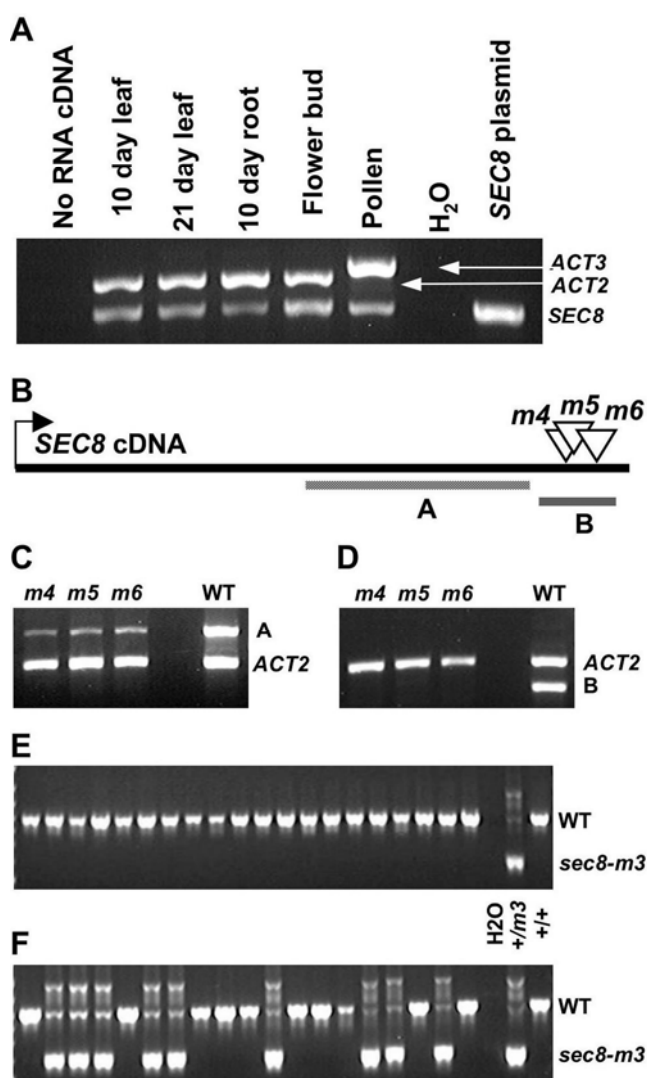 A
No RNA cDNA
10 day leaf
21 day leaf
10 day root
Flower bud
Pollen
H2O
SEC8 plasmid
ACT3
ACT2
SEC8
B
m4 m5 m6
SEC8 cDNA
A
B
C
m4 m5 m6 WT
A
ACT2
D
m4 m5 m6 WT
ACT2
B
E
WT
sec8-m3
H2O
+/m3
+/+
F
WT
sec8-m3